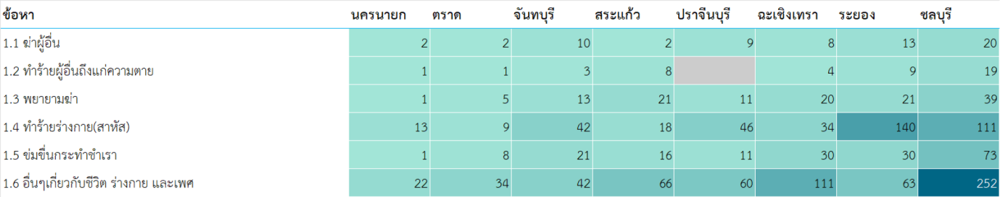 ข้อหา นครนายก ตราด จันทบุรี สระแก้ว ปราจีนบุรี ฉะเชิงเทรา ระยอง ชลบุรี
1.1 ฆ่าผู้อื่น 2 2 10 2 9 8 13 20
1.2 ทำร้ายผู้อื่นถึงแก่ความตาย 1 1 3 8 4 9 19
1.3 พยายามฆ่า 1 5 13 21 11 20 21 39
1.4 ทำร้ายร่างกาย(สาหัส) 13 9 42 18 46 34 140 111
1.5 ข่มขื่นกระทำชำเรา 1 8 21 16 11 30 30 73
1.6 อื่นๆเกี่ยวกับชีวิต ร่างกาย และเพศ 22 34 42 66 60 111 63 252